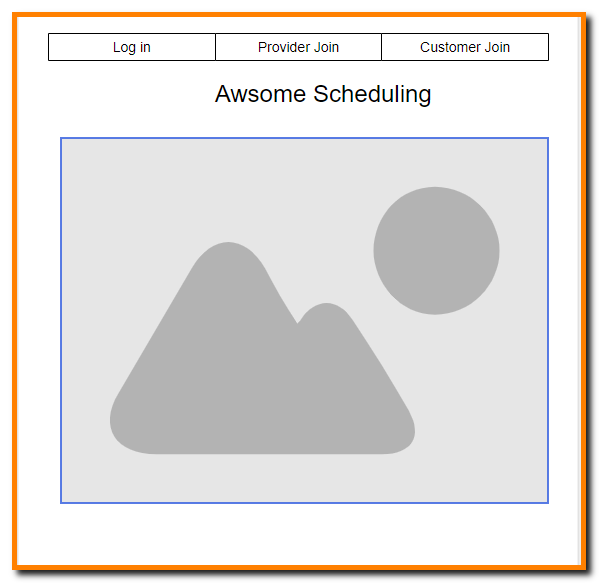 Log in
Provider Join
Customer Join
Awsome Scheduling